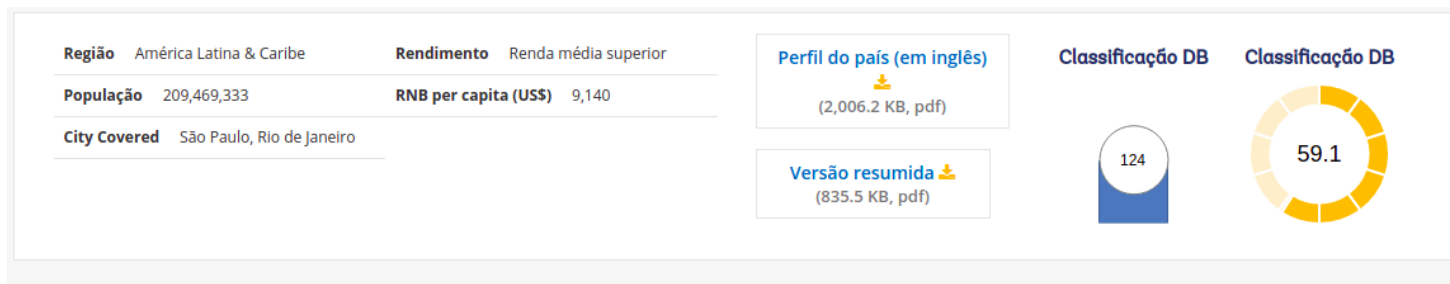 Região América Latina & Caribe
Rendimento Renda média superior
População 209,469,333
RNB per capita (US$) 9,140
City Covered São Paulo, Rio de Janeiro
Perfil do país (em inglês)
(2,006.2 KB, pdf)
Versão resumida
(835.5 KB, pdf)
Classificação DB
124
Classificação DB
59.1